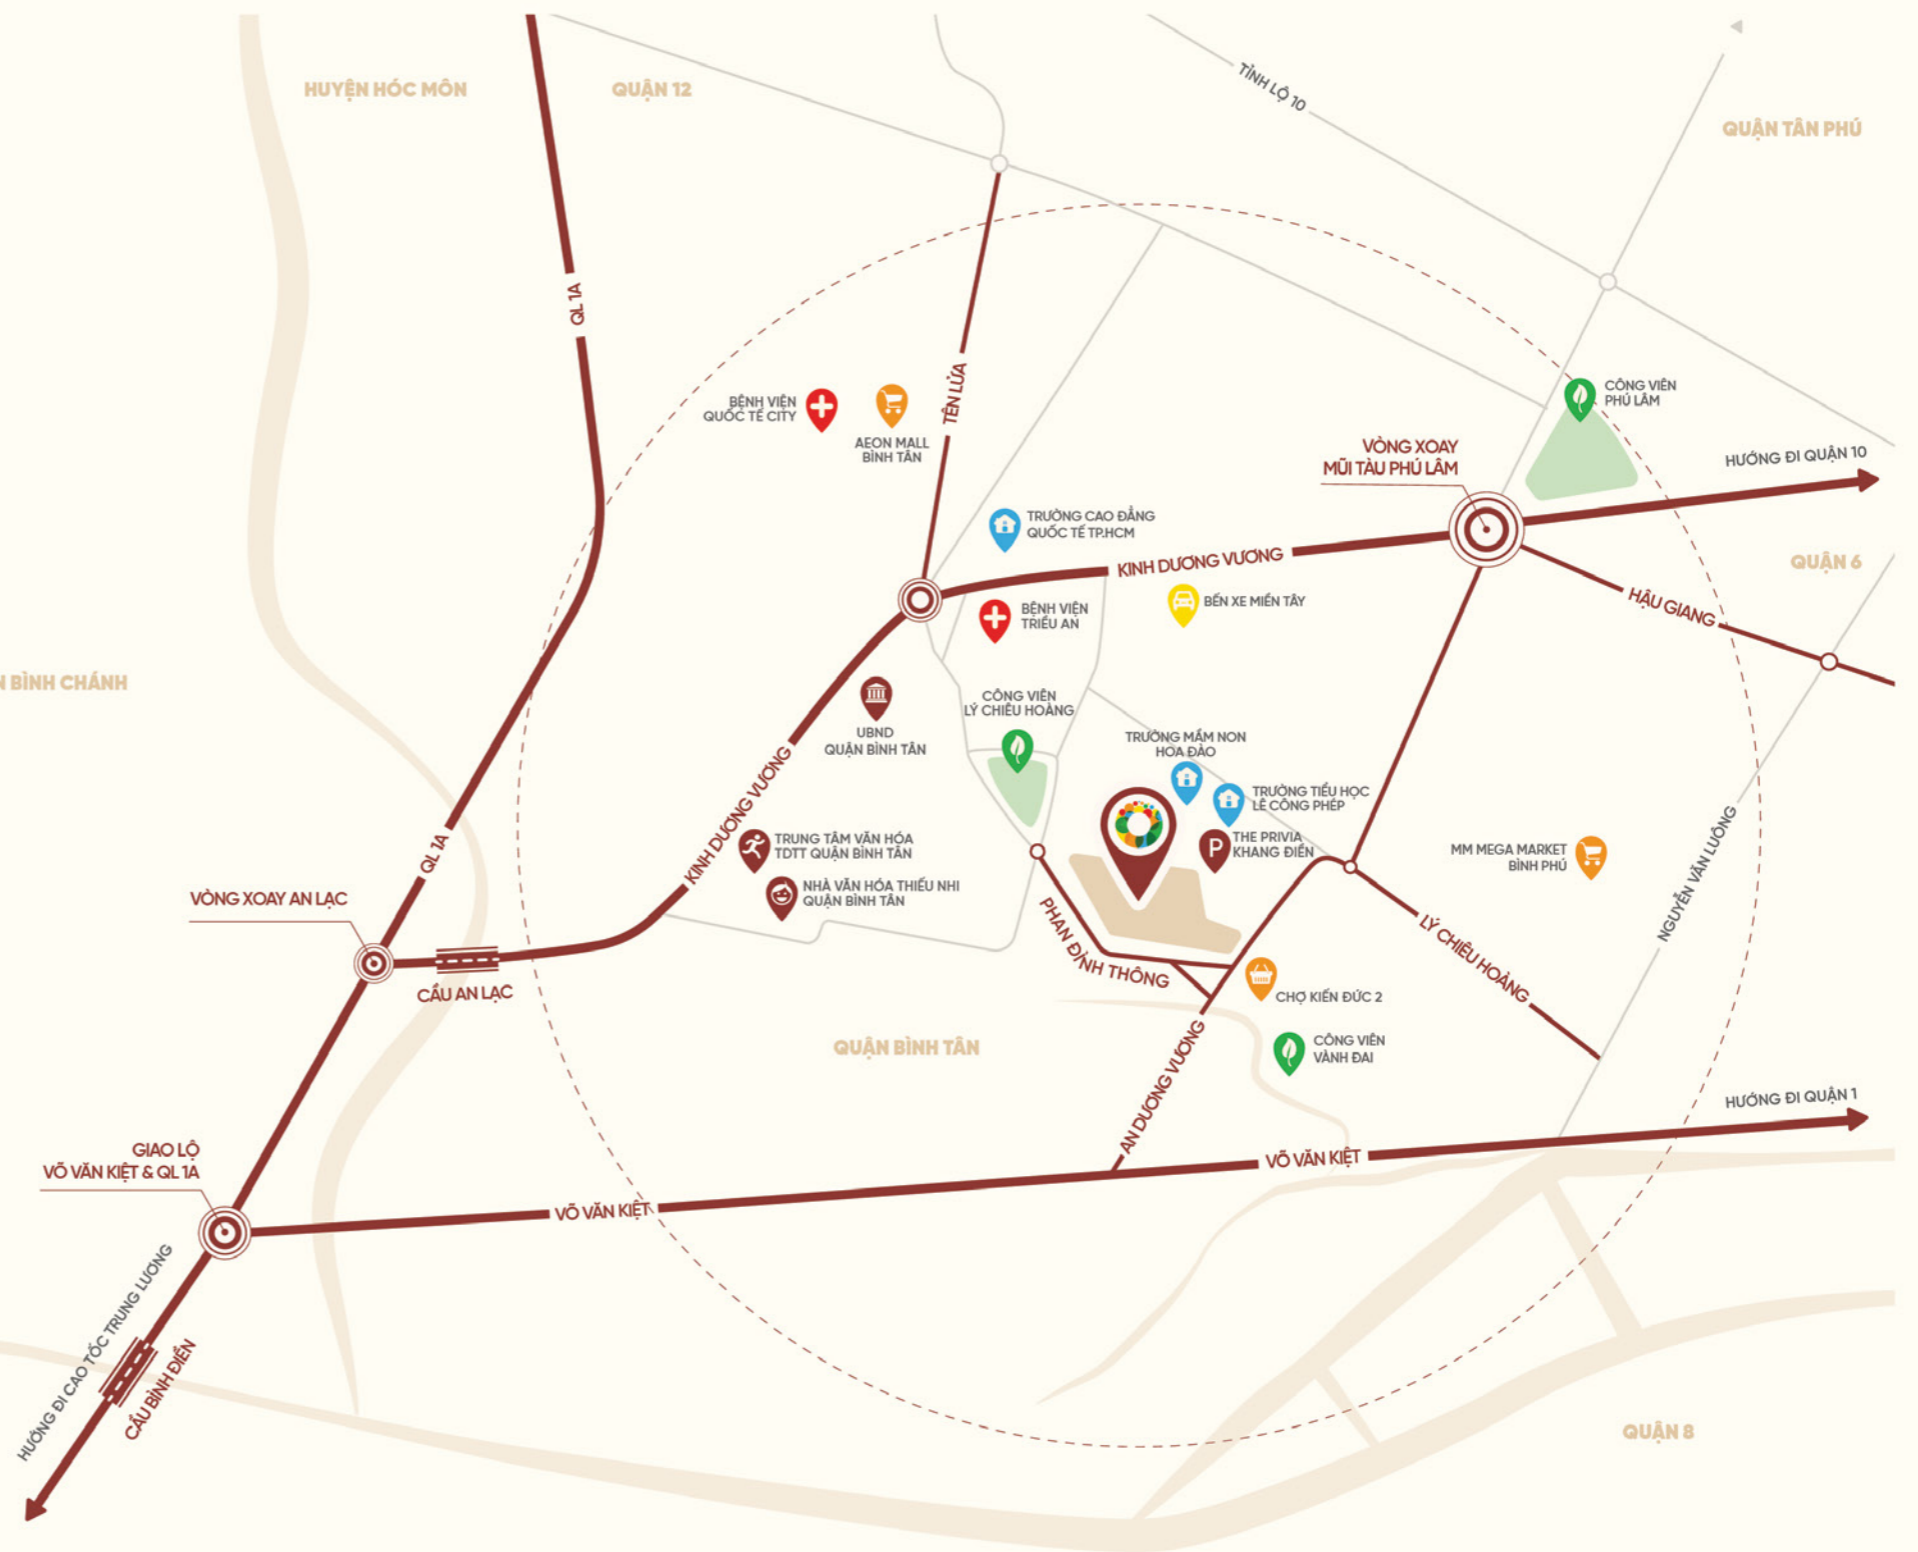 HUYỆN HÓC MÔN
QUẬN 12
TỈNH LỘ 10
QUẬN TÂN PHÚ
QL 1A
TÊN LỬA
BỆNH VIỆN
QUỐC TẾ CITY
AEON MALL
BÌNH TÂN
CÔNG VIÊN
PHÚ LÂM
VÒNG XOAY
MŨI TÀU PHÚ LÂM
HƯỚNG ĐI QUẬN 10
TRƯỜNG CAO ĐẲNG
QUỐC TẾ TP.HCM
KINH DƯƠNG VƯƠNG
QUẬN 6
BỆNH VIỆN
TRIỀU AN
BẾN XE MIỀN TÂY
HẬU GIANG
N BÌNH CHÁNH
UBND
QUẬN BÌNH TÂN
CÔNG VIÊN
LÝ CHIÊU HOÀNG
TRƯỜNG MẦM NON
HOA ĐÀO
TRƯỜNG TIỂU HỌC
LÊ CÔNG PHÉP
P
THE PRIVIA
KHANG ĐIỀN
KINH DƯƠNG VƯƠNG
QL 1A
TRUNG TÂM VĂN HÓA
TDTT QUẬN BÌNH TÂN
NHÀ VĂN HÓA THIẾU NHI
QUẬN BÌNH TÂN
MM MEGA MARKET
BÌNH PHÚ
NGUYỄN VĂN LUÔNG
VÒNG XOAY AN LẠC
CẦU AN LẠC
PHAN ĐÌNH THÔNG
LÝ CHIÊU HOÀNG
CHỢ KIẾN ĐỨC 2
QUẬN BÌNH TÂN
CÔNG VIÊN
VÀNH ĐAI
AN DƯƠNG VƯƠNG
HƯỚNG ĐI QUẬN 1
GIAO LỘ
VÕ VĂN KIỆT & QL 1A
VÕ VĂN KIỆT
VÕ VĂN KIỆT
HƯỚNG ĐI CAO TỐC TRUNG LƯƠNG
CẦU BÌNH ĐIỀN
QUẬN 8